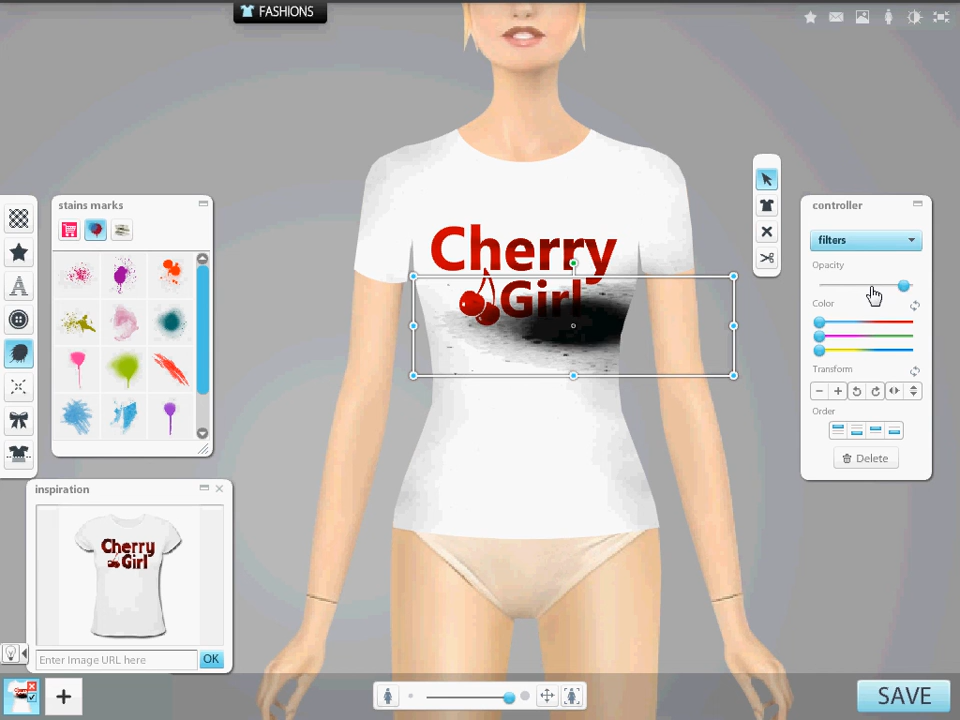 FASHIONS
stains marks
Cherry
Girl
controller
filters
Opacity
Color
Transform
Order
Delete
inspiration
Cherry
Girl
Enter Image URL here
OK
SAVE